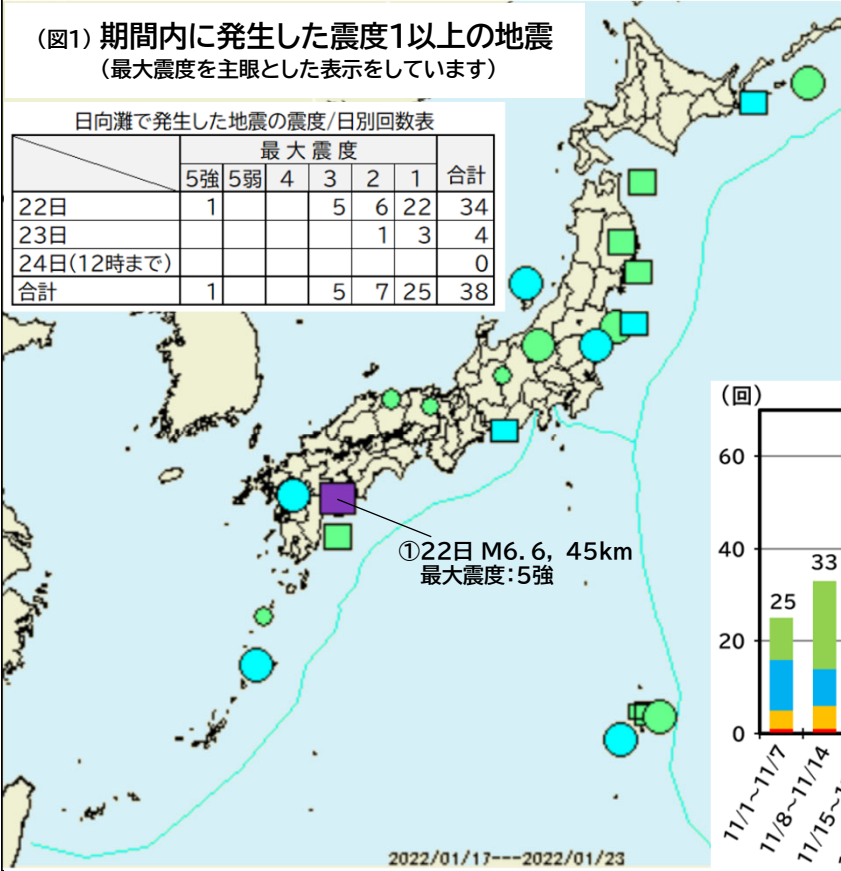 (図1) 期間内に発生した震度1以上の地震
(最大震度を主眼とした表示をしています)
日向灘で発生した地震の震度/日別回数表
最大震度
5強 5弱 4 3 2 1 合計
22日 1 5 6 22 34
23日 1 3 4
24日(12時まで) 0
合計 1 5 7 25 38
①22日 M6.6, 45km
最大震度:5強
(回)
60
40
33
25
20
0
11/1~11/7
11/8~11/14
11/15~1
2022/01/17---2022/01/23